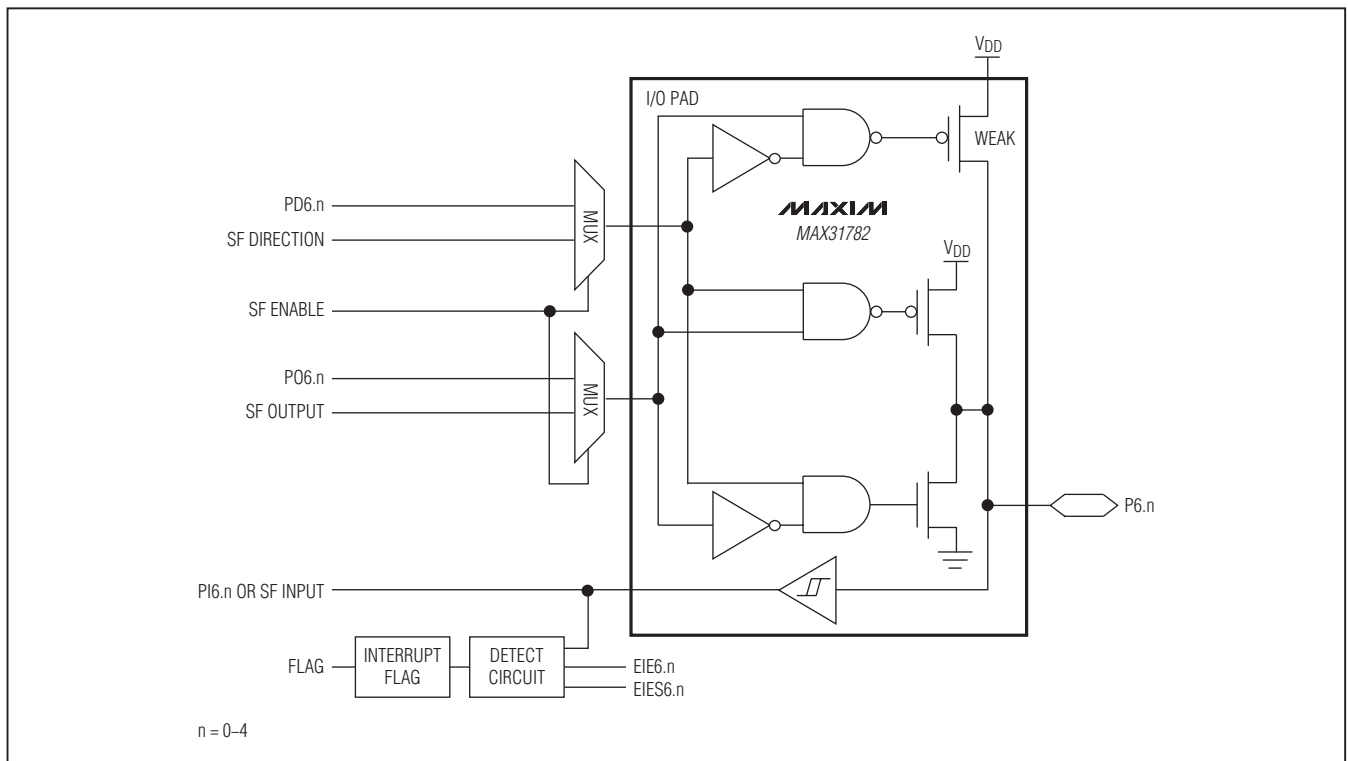 VDD
I/O PAD
WEAK
MAXIM
MAX31782
PD6.n
MUX
SF DIRECTION
VDD
SF ENABLE
PO6.n
MUX
SF OUTPUT
P6.n
PI6.n OR SF INPUT
FLAG
INTERRUPT
FLAG
DETECT
CIRCUIT
EIE6.n
EIES6.n
n = 0–4